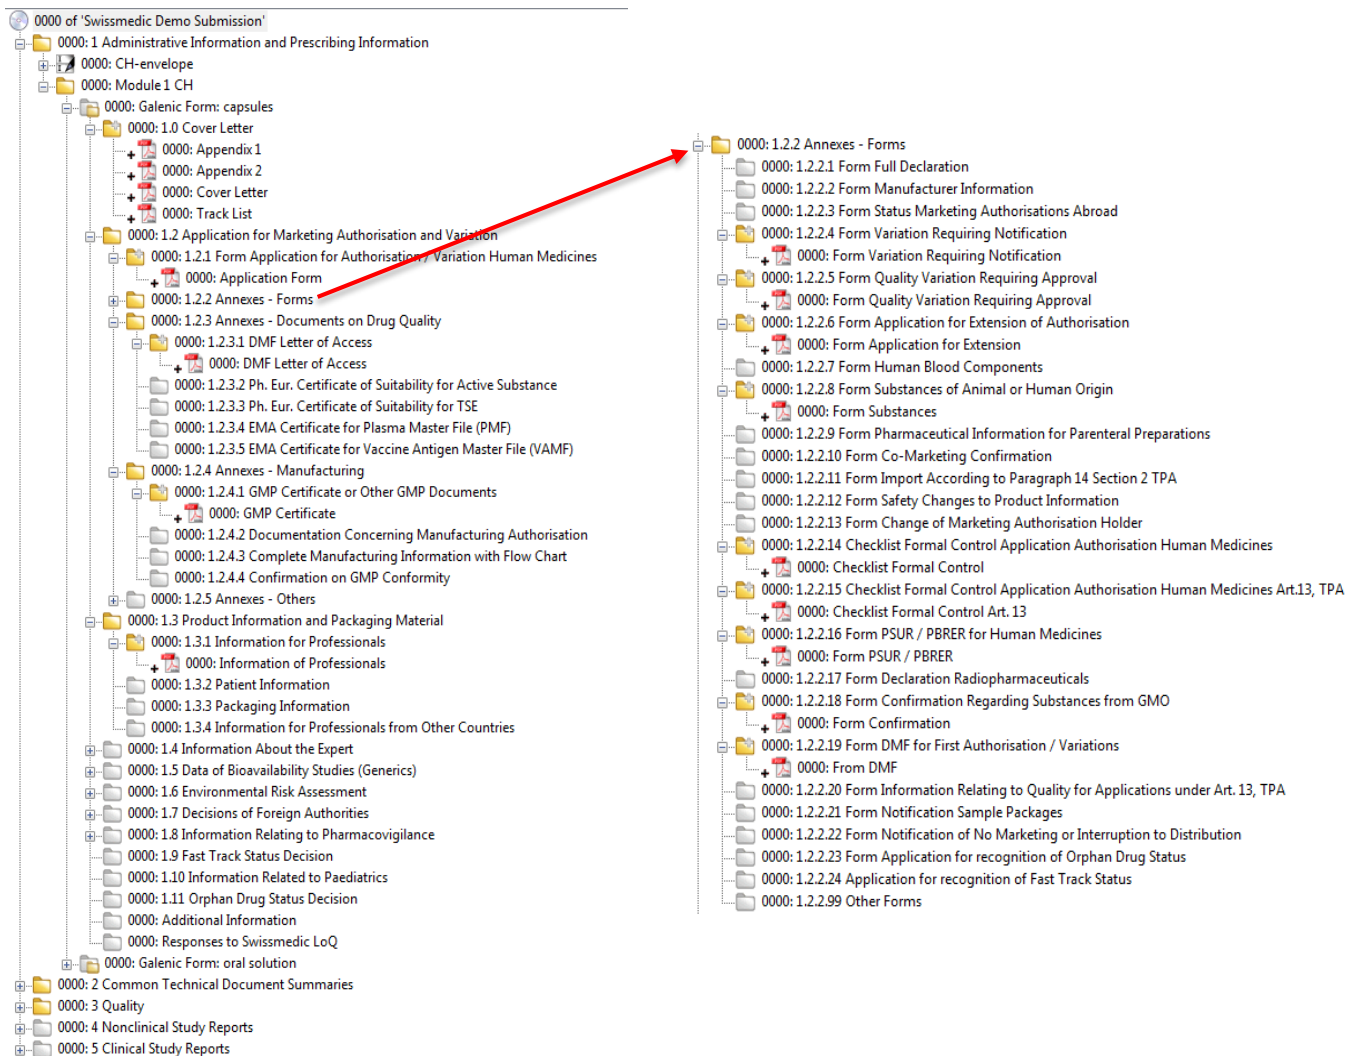 0000 of 'Swissmedic Demo Submission'
0000: 1 Administrative Information and Prescribing Information
0000: CH-envelope
0000: Module 1 CH
0000: Galenic Form: capsules
0000: 1.0 Cover Letter
0000: Appendix 1
0000: Appendix 2
0000: Cover Letter
0000: Track List
0000: 1.2 Application for Marketing Authorisation and Variation
0000: 1.2.1 Form Application for Authorisation / Variation Human Medicines
0000: Application Form
0000: 1.2.2 Annexes - Forms
0000: 1.2.3 Annexes - Documents on Drug Quality
0000: 1.2.3.1 DMF Letter of Access
0000: DMF Letter of Access
0000: 1.2.3.2 Ph. Eur. Certificate of Suitability for Active Substance
0000: 1.2.3.3 Ph. Eur. Certificate of Suitability for TSE
0000: 1.2.3.4 EMA Certificate for Plasma Master File (PMF)
0000: 1.2.3.5 EMA Certificate for Vaccine Antigen Master File (VAMF)
0000: 1.2.4 Annexes - Manufacturing
0000: 1.2.4.1 GMP Certificate or Other GMP Documents
0000: GMP Certificate
0000: 1.2.4.2 Documentation Concerning Manufacturing Authorisation
0000: 1.2.4.3 Complete Manufacturing Information with Flow Chart
0000: 1.2.4.4 Confirmation on GMP Conformity
0000: 1.2.5 Annexes - Others
0000: 1.3 Product Information and Packaging Material
0000: 1.3.1 Information for Professionals
0000: Information of Professionals
0000: 1.3.2 Patient Information
0000: 1.3.3 Packaging Information
0000: 1.3.4 Information for Professionals from Other Countries
0000: 1.4 Information About the Expert
0000: 1.5 Data of Bioavailability Studies (Generics)
0000: 1.6 Environmental Risk Assessment
0000: 1.7 Decisions of Foreign Authorities
0000: 1.8 Information Relating to Pharmacovigilance
0000: 1.9 Fast Track Status Decision
0000: 1.10 Information Related to Paediatrics
0000: 1.11 Orphan Drug Status Decision
0000: Additional Information
0000: Responses to Swissmedic LoQ
0000: Galenic Form: oral solution
0000: 2 Common Technical Document Summaries
0000: 3 Quality
0000: 4 Nonclinical Study Reports
0000: 5 Clinical Study Reports
0000: 1.2.2 Annexes - Forms
0000: 1.2.2.1 Form Full Declaration
0000: 1.2.2.2 Form Manufacturer Information
0000: 1.2.2.3 Form Status Marketing Authorisations Abroad
0000: 1.2.2.4 Form Variation Requiring Notification
0000: Form Variation Requiring Notification
0000: 1.2.2.5 Form Quality Variation Requiring Approval
0000: Form Quality Variation Requiring Approval
0000: 1.2.2.6 Form Application for Extension of Authorisation
0000: Form Application for Extension
0000: 1.2.2.7 Form Human Blood Components
0000: 1.2.2.8 Form Substances of Animal or Human Origin
0000: Form Substances
0000: 1.2.2.9 Form Pharmaceutical Information for Parenteral Preparations
0000: 1.2.2.10 Form Co-Marketing Confirmation
0000: 1.2.2.11 Form Import According to Paragraph 14 Section 2 TPA
0000: 1.2.2.12 Form Safety Changes to Product Information
0000: 1.2.2.13 Form Change of Marketing Authorisation Holder
0000: 1.2.2.14 Checklist Formal Control Application Authorisation Human Medicines
0000: Checklist Formal Control
0000: 1.2.2.15 Checklist Formal Control Application Authorisation Human Medicines Art.13, TPA
0000: Checklist Formal Control Art. 13
0000: 1.2.2.16 Form PSUR / PBRER for Human Medicines
0000: Form PSUR / PBRER
0000: 1.2.2.17 Form Declaration Radiopharmaceuticals
0000: 1.2.2.18 Form Confirmation Regarding Substances from GMO
0000: Form Confirmation
0000: 1.2.2.19 Form DMF for First Authorisation / Variations
0000: From DMF
0000: 1.2.2.20 Form Information Relating to Quality for Applications under Art. 13, TPA
0000: 1.2.2.21 Form Notification Sample Packages
0000: 1.2.2.22 Form Notification of No Marketing or Interruption to Distribution
0000: 1.2.2.23 Form Application for recognition of Orphan Drug Status
0000: 1.2.2.24 Application for recognition of Fast Track Status
0000: 1.2.2.99 Other Forms